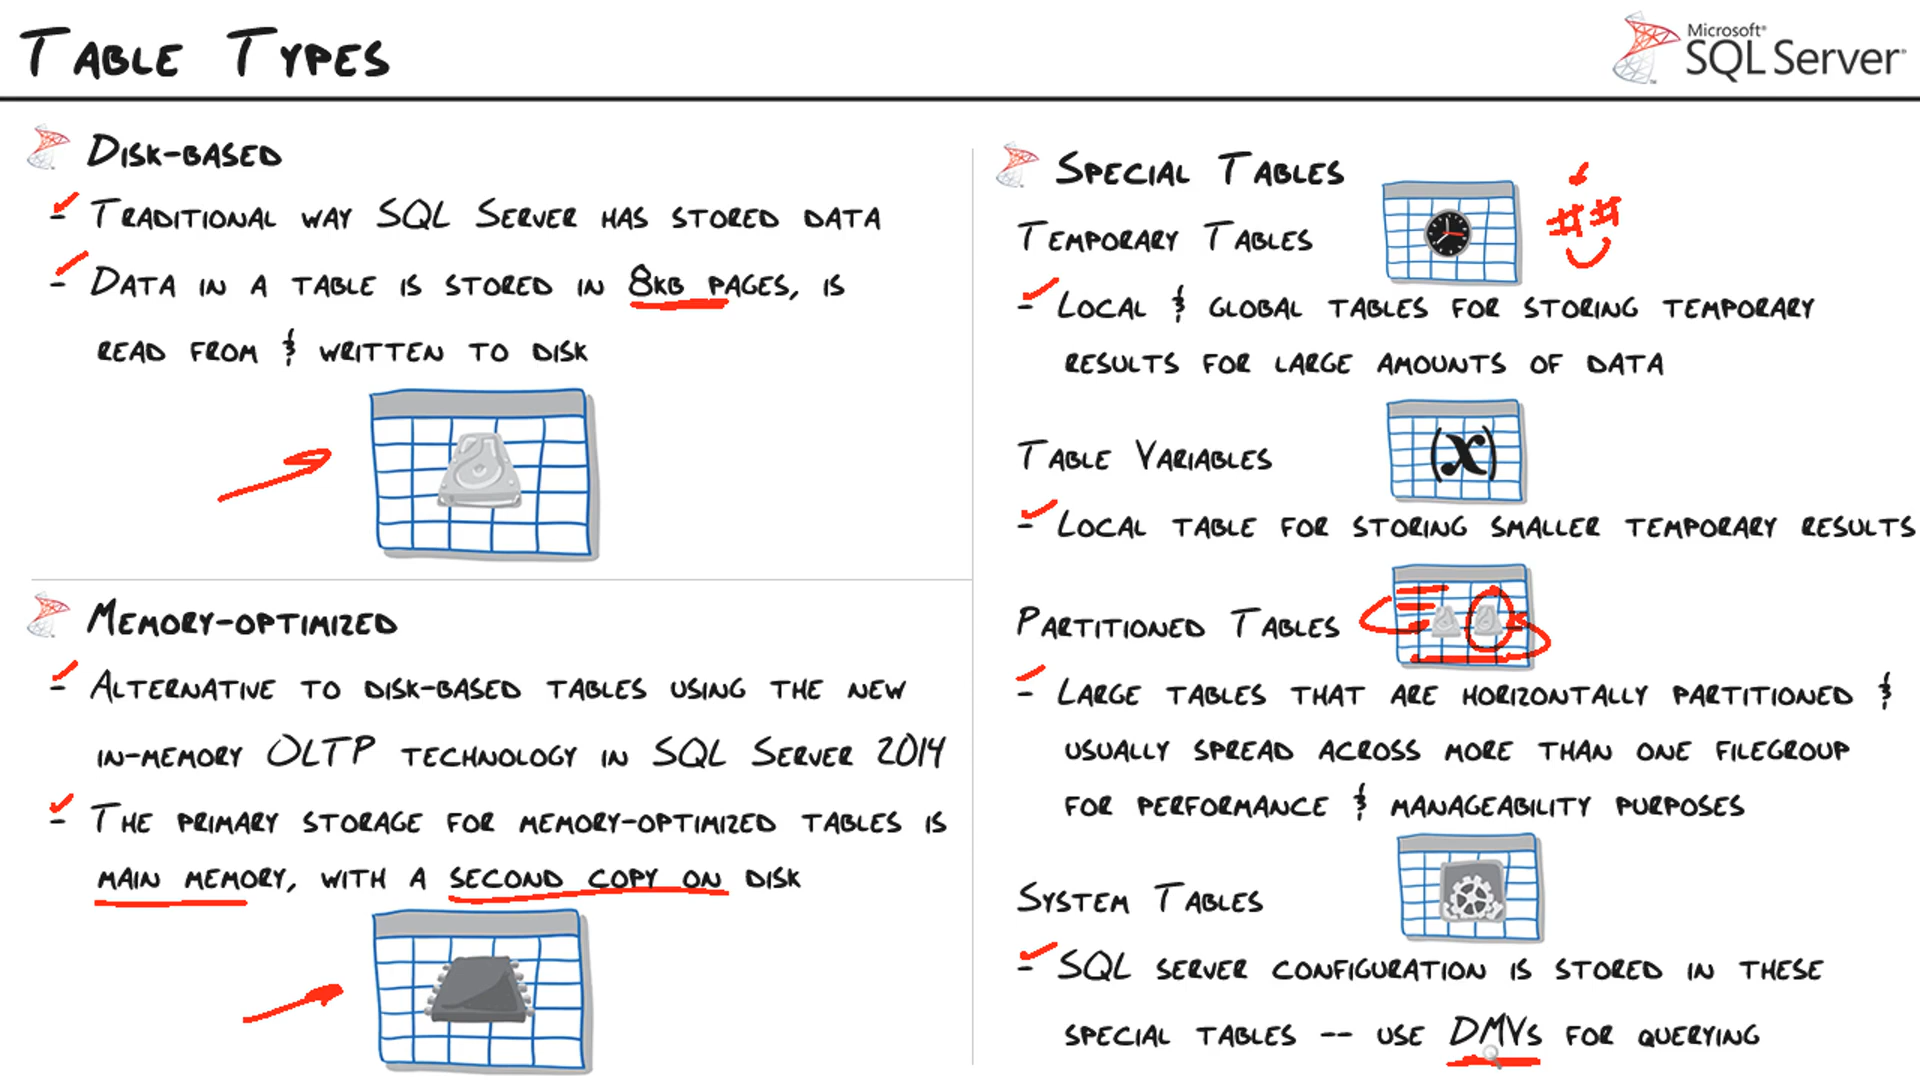 Table Types
Microsoft®
SQL Server®
Disk-based
- Traditional way SQL Server has stored data
- Data in a table is stored in 8kb pages, is
read from & written to disk
Memory-optimized
- Alternative to disk-based tables using the new
in-memory OLTP technology in SQL Server 2014
- The primary storage for memory-optimized tables is
main memory, with a second copy on disk
Special Tables
Temporary Tables
##
- Local & global tables for storing temporary
results for large amounts of data
Table Variables
(x)
- Local table for storing smaller temporary results
Partitioned Tables
- Large tables that are horizontally partitioned &
usually spread across more than one filegroup
for performance & manageability purposes
System Tables
- SQL server configuration is stored in these
special tables -- use DMVs for querying